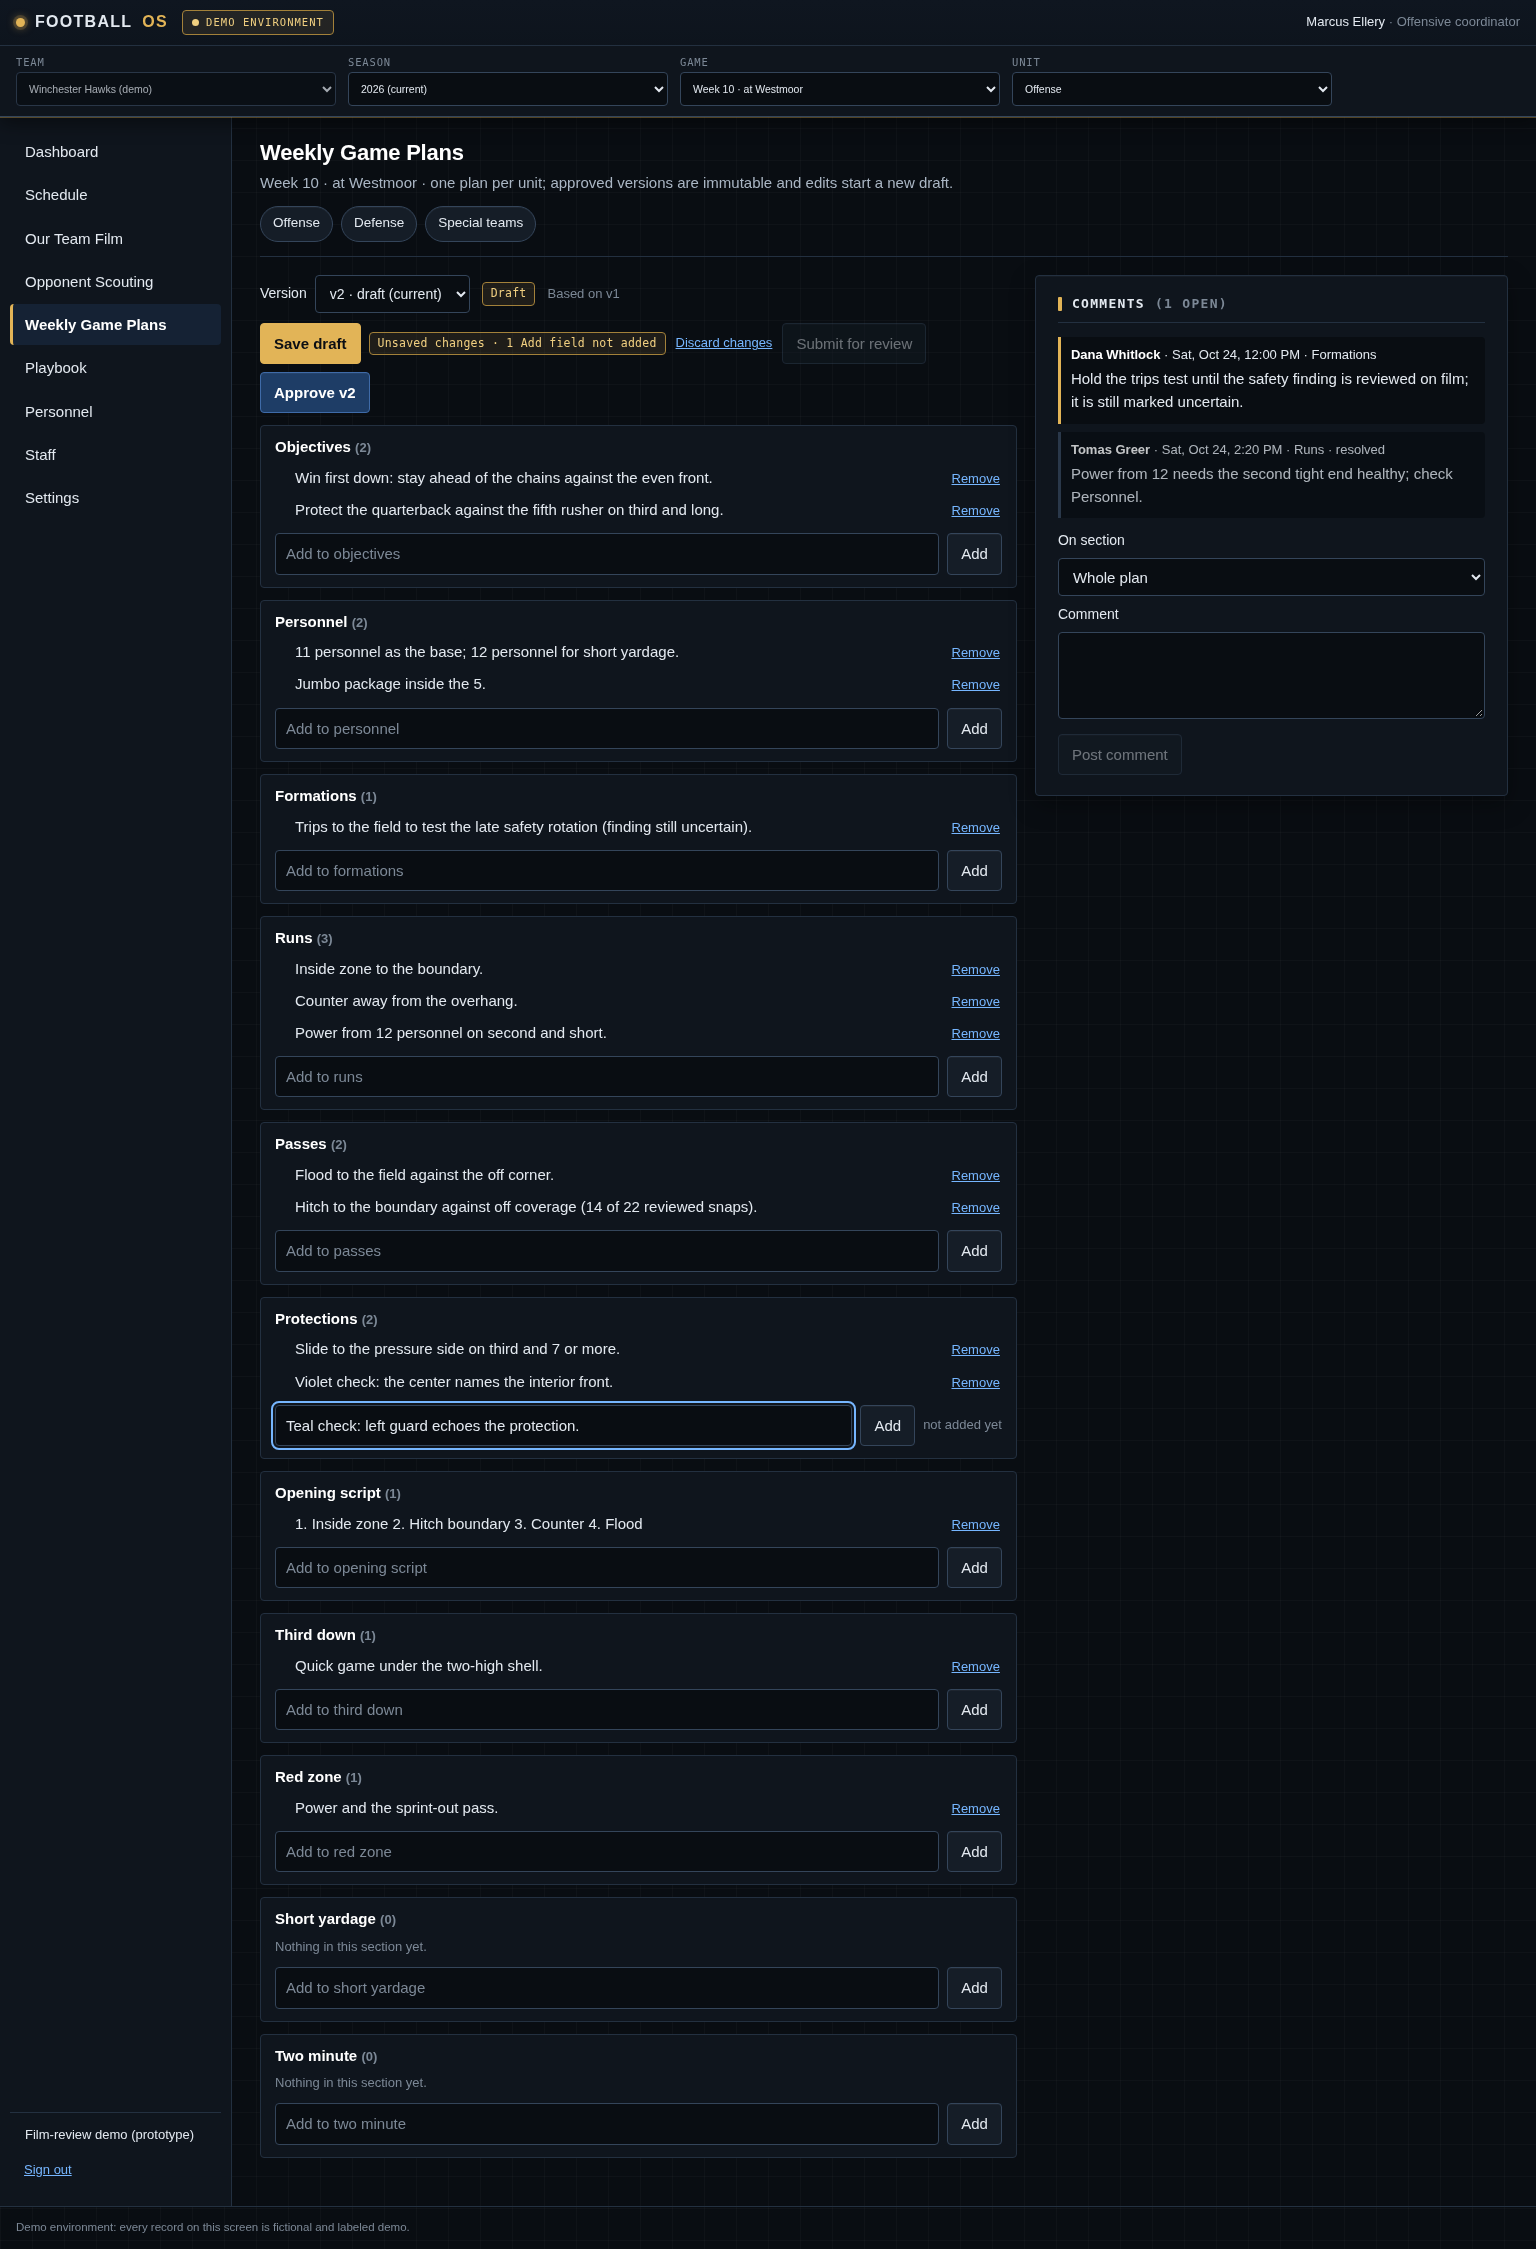 FOOTBALL OS
DEMO ENVIRONMENT
Marcus Ellery · Offensive coordinator
TEAM
Winchester Hawks (demo)
SEASON
2026 (current)
GAME
Week 10 · at Westmoor
UNIT
Offense
Dashboard
Schedule
Our Team Film
Opponent Scouting
Weekly Game Plans
Playbook
Personnel
Staff
Settings
Film-review demo (prototype)
Sign out
Weekly Game Plans
Week 10 · at Westmoor · one plan per unit; approved versions are immutable and edits start a new draft.
Offense
Defense
Special teams
Version
v2 · draft (current)
Draft
Based on v1
Save draft
Unsaved changes · 1 Add field not added
Discard changes
Submit for review
Approve v2
Objectives (2)
Win first down: stay ahead of the chains against the even front.
Remove
Protect the quarterback against the fifth rusher on third and long.
Remove
Add to objectives
Add
Personnel (2)
11 personnel as the base; 12 personnel for short yardage.
Remove
Jumbo package inside the 5.
Remove
Add to personnel
Add
Formations (1)
Trips to the field to test the late safety rotation (finding still uncertain).
Remove
Add to formations
Add
Runs (3)
Inside zone to the boundary.
Remove
Counter away from the overhang.
Remove
Power from 12 personnel on second and short.
Remove
Add to runs
Add
Passes (2)
Flood to the field against the off corner.
Remove
Hitch to the boundary against off coverage (14 of 22 reviewed snaps).
Remove
Add to passes
Add
Protections (2)
Slide to the pressure side on third and 7 or more.
Remove
Violet check: the center names the interior front.
Remove
Teal check: left guard echoes the protection.
Add
not added yet
Opening script (1)
1. Inside zone 2. Hitch boundary 3. Counter 4. Flood
Remove
Add to opening script
Add
Third down (1)
Quick game under the two-high shell.
Remove
Add to third down
Add
Red zone (1)
Power and the sprint-out pass.
Remove
Add to red zone
Add
Short yardage (0)
Nothing in this section yet.
Add to short yardage
Add
Two minute (0)
Nothing in this section yet.
Add to two minute
Add
COMMENTS (1 OPEN)
Dana Whitlock · Sat, Oct 24, 12:00 PM · Formations
Hold the trips test until the safety finding is reviewed on film;
it is still marked uncertain.
Tomas Greer · Sat, Oct 24, 2:20 PM · Runs · resolved
Power from 12 needs the second tight end healthy; check
Personnel.
On section
Whole plan
Comment
Post comment
Demo environment: every record on this screen is fictional and labeled demo.